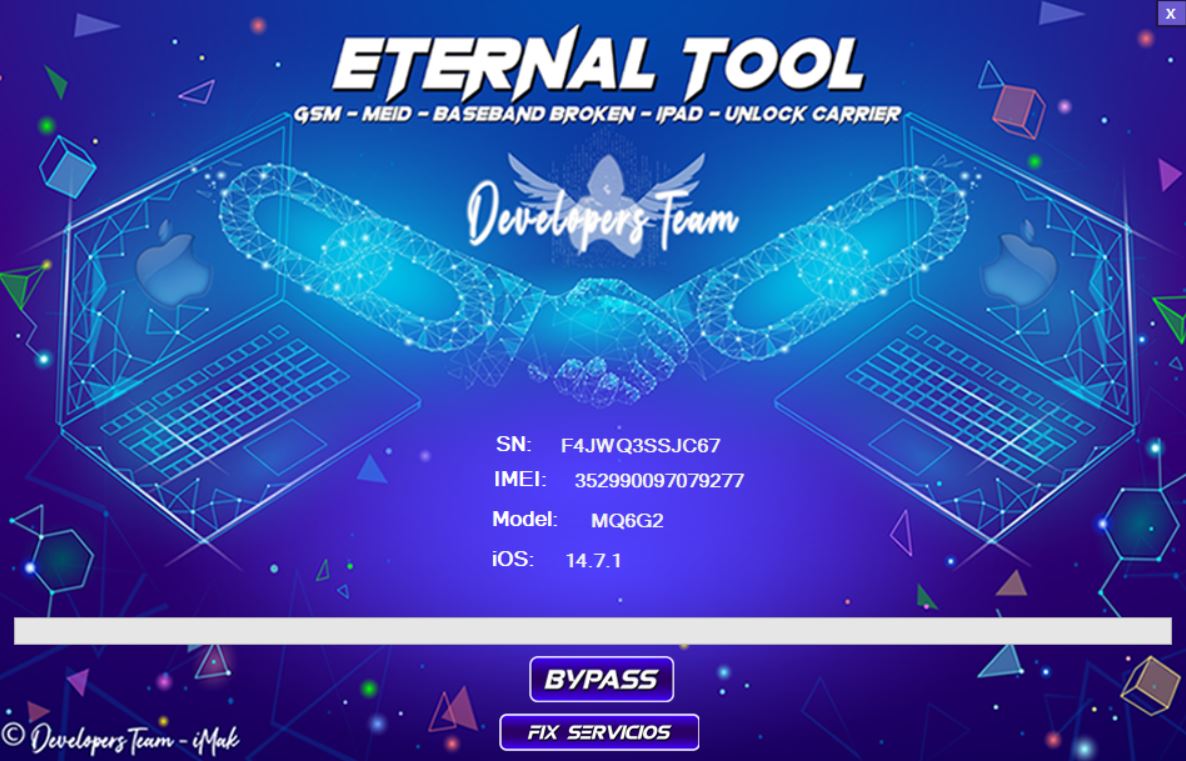 X
ETERNAL TOOL
GSM - MEID - BASEBAND BROKEN - IPAD - UNLOCK CARRIER
Developers Team
SN: F4JWQ3SSJC67
IMEI: 352990097079277
Model: MQ6G2
iOS: 14.7.1
BYPASS
FIX SERVICIOS
© Developers Team - iMak